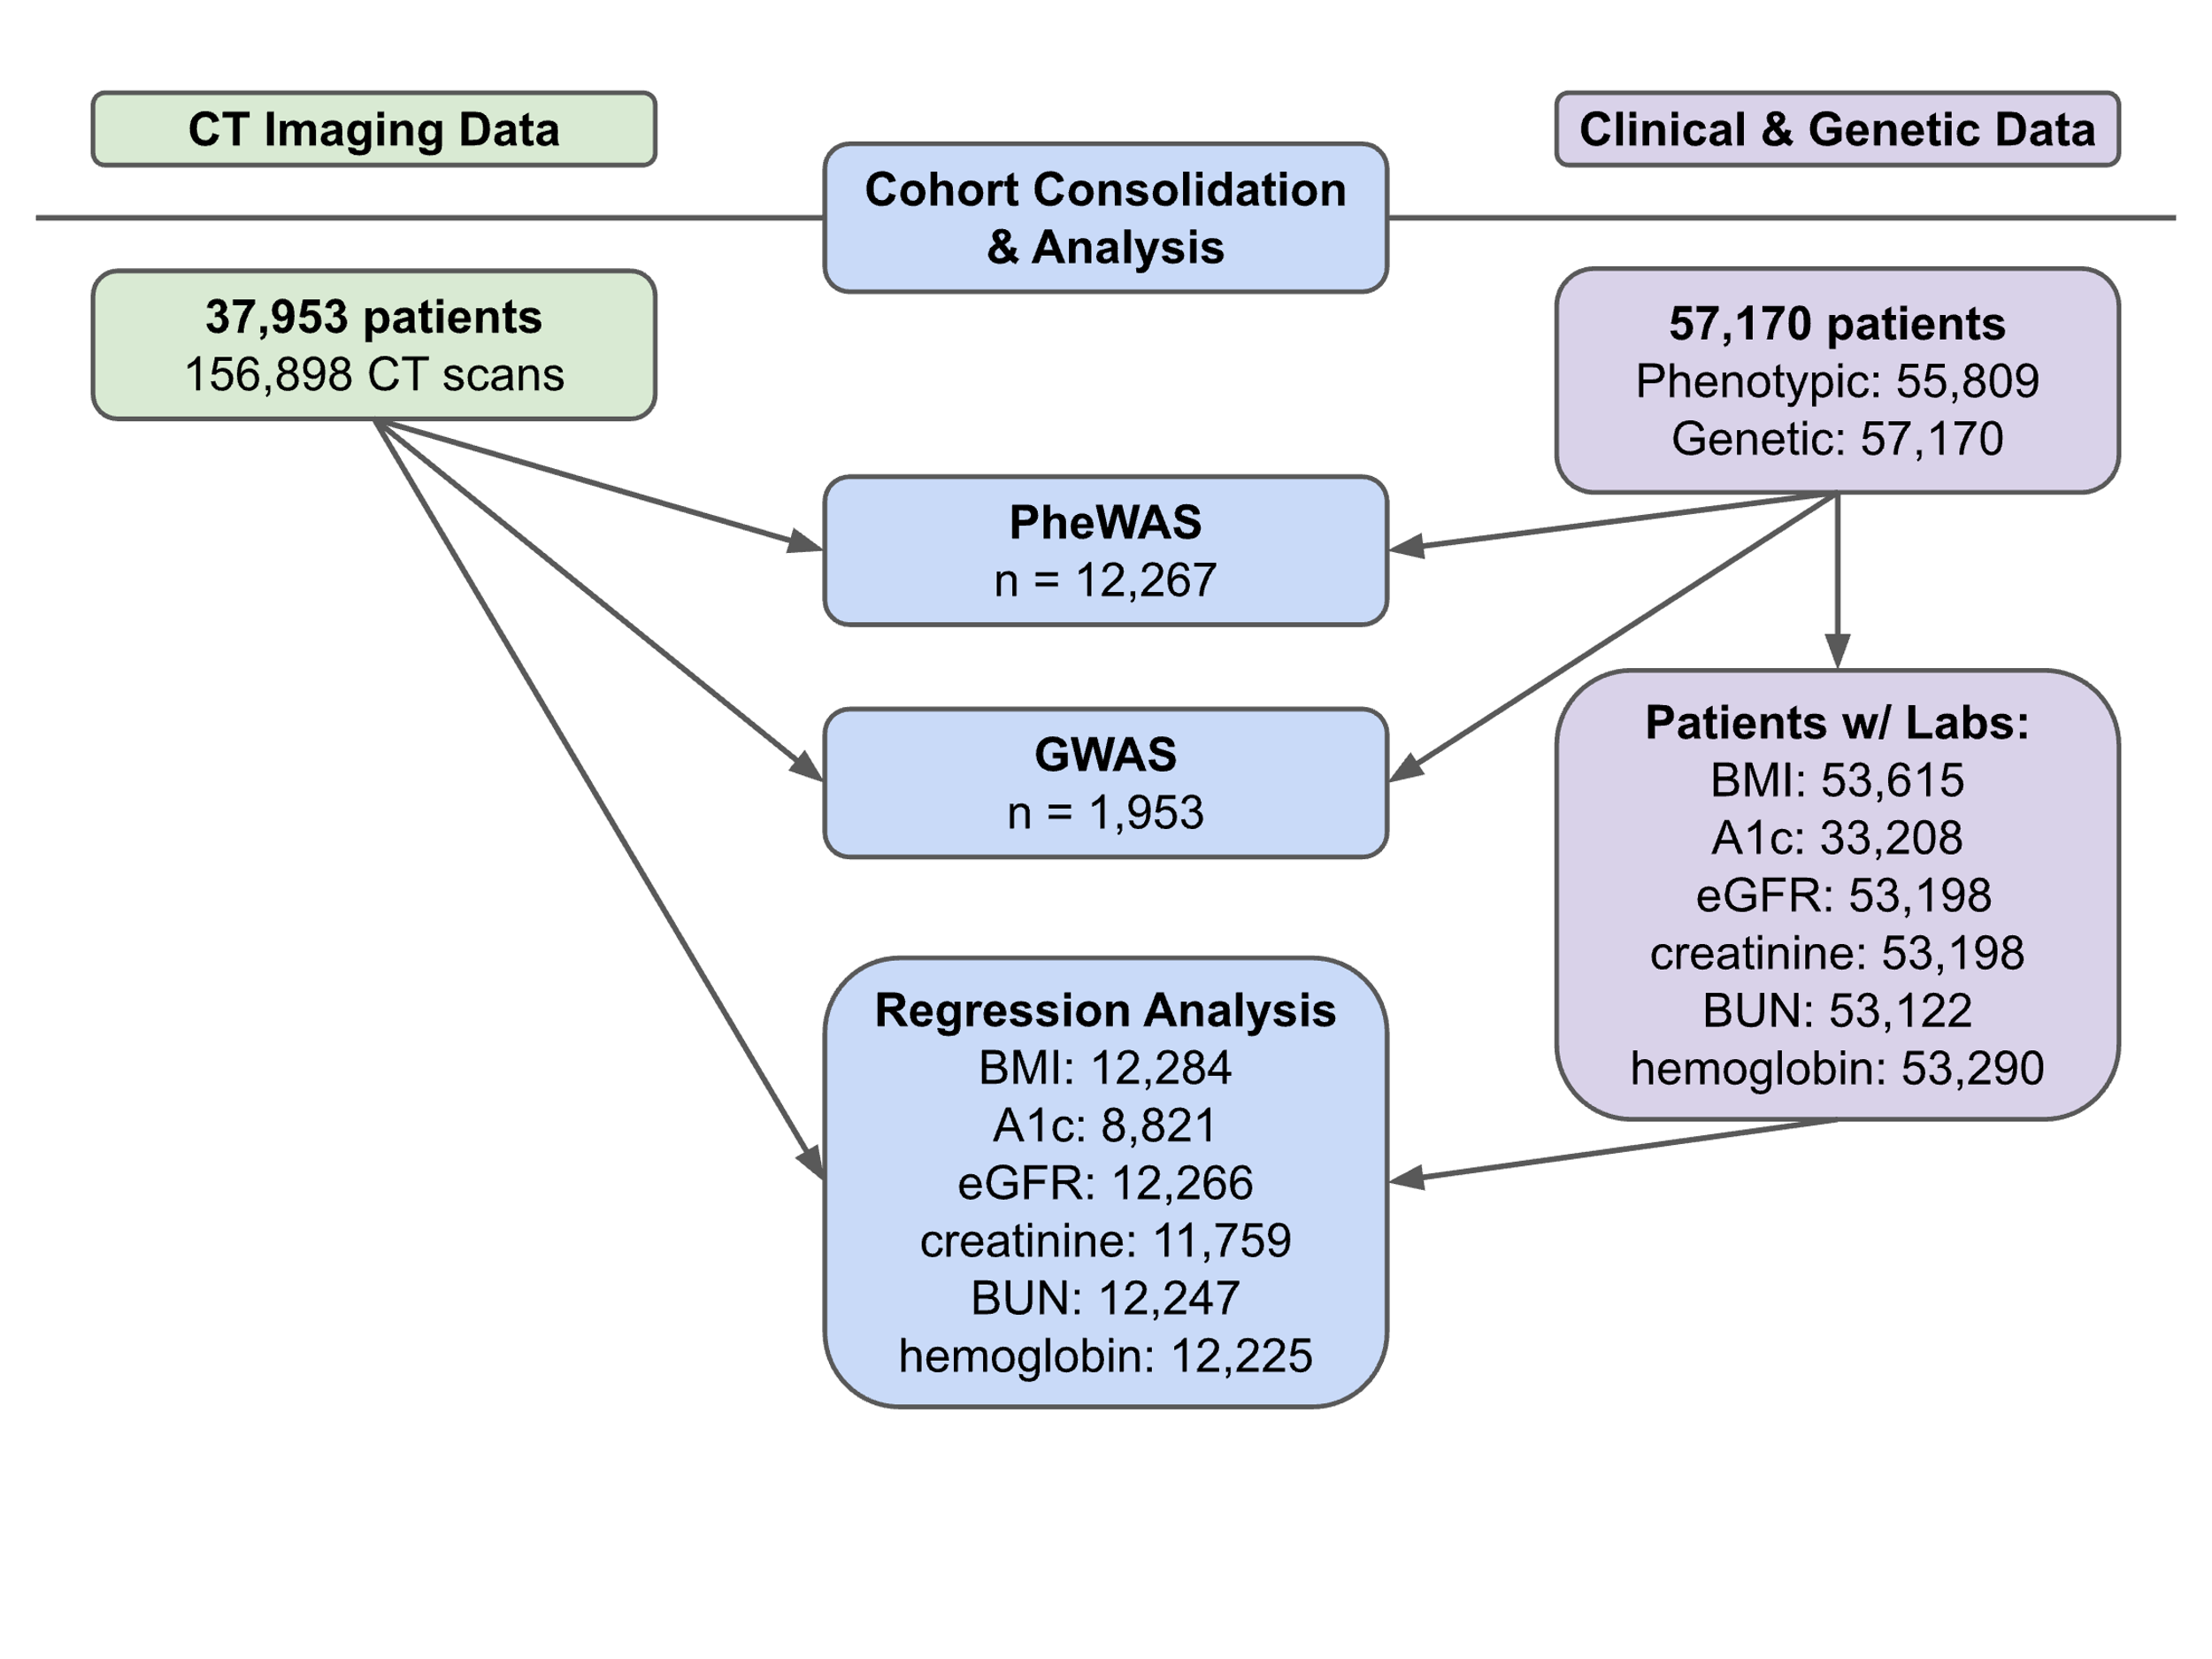 CT Imaging Data
Cohort Consolidation
& Analysis
Clinical & Genetic Data
37,953 patients
156,898 CT scans
57,170 patients
Phenotypic: 55,809
Genetic: 57,170
PheWAS
n = 12,267
GWAS
n = 1,953
Patients w/ Labs:
BMI: 53,615
A1c: 33,208
eGFR: 53,198
creatinine: 53,198
BUN: 53,122
hemoglobin: 53,290
Regression Analysis
BMI: 12,284
A1c: 8,821
eGFR: 12,266
creatinine: 11,759
BUN: 12,247
hemoglobin: 12,225